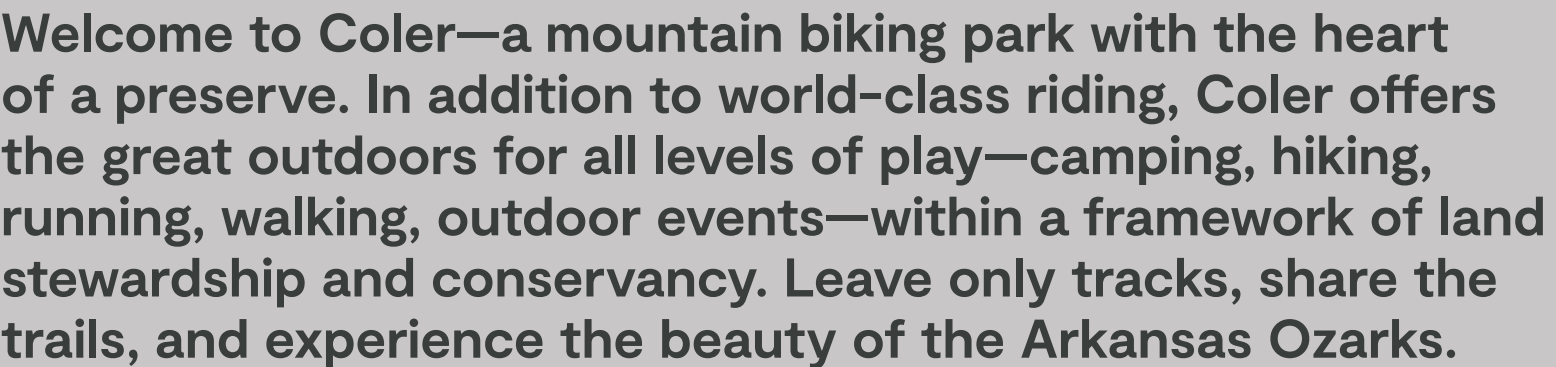 Welcome to Coler—a mountain biking park with the heart
of a preserve. In addition to world-class riding, Coler offers
the great outdoors for all levels of play—camping, hiking,
running, walking, outdoor events—within a framework of land
stewardship and conservancy. Leave only tracks, share the
trails, and experience the beauty of the Arkansas Ozarks.